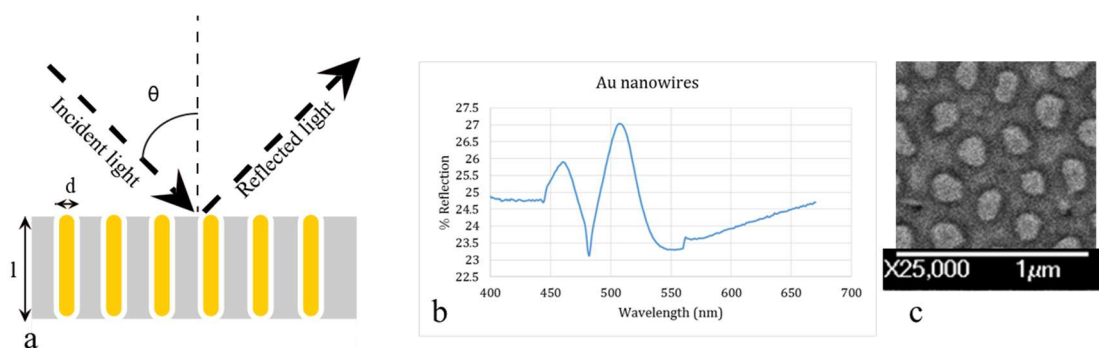 θ
Incident light
Reflected light
d
l
a
Au nanowires
27.5
27
26.5
26
25.5
25
24.5
24
23.5
23
22.5
% Reflection
400
450
500
550
600
650
700
Wavelength (nm)
b
X25,000 1μm
c